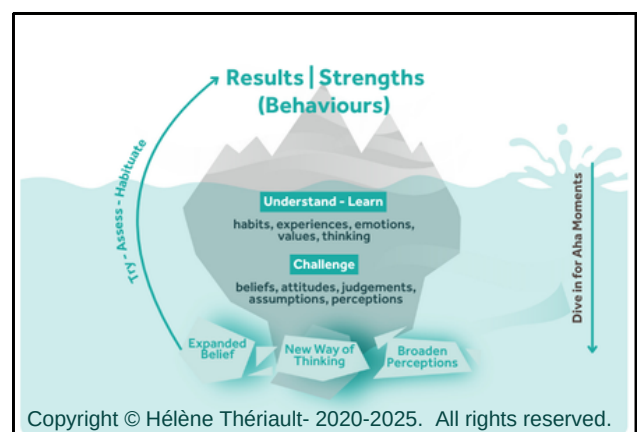 Results | Strengths
(Behaviours)
Try - Assess - Habituate
Understand - Learn
habits, experiences, emotions,
values, thinking
Challenge
beliefs, attitudes, judgements,
assumptions, perceptions
Dive in for Aha Moments
Expanded
Belief
New Way of
Thinking
Broaden
Perceptions
Copyright © Hélène Thériault- 2020-2025. All rights reserved.